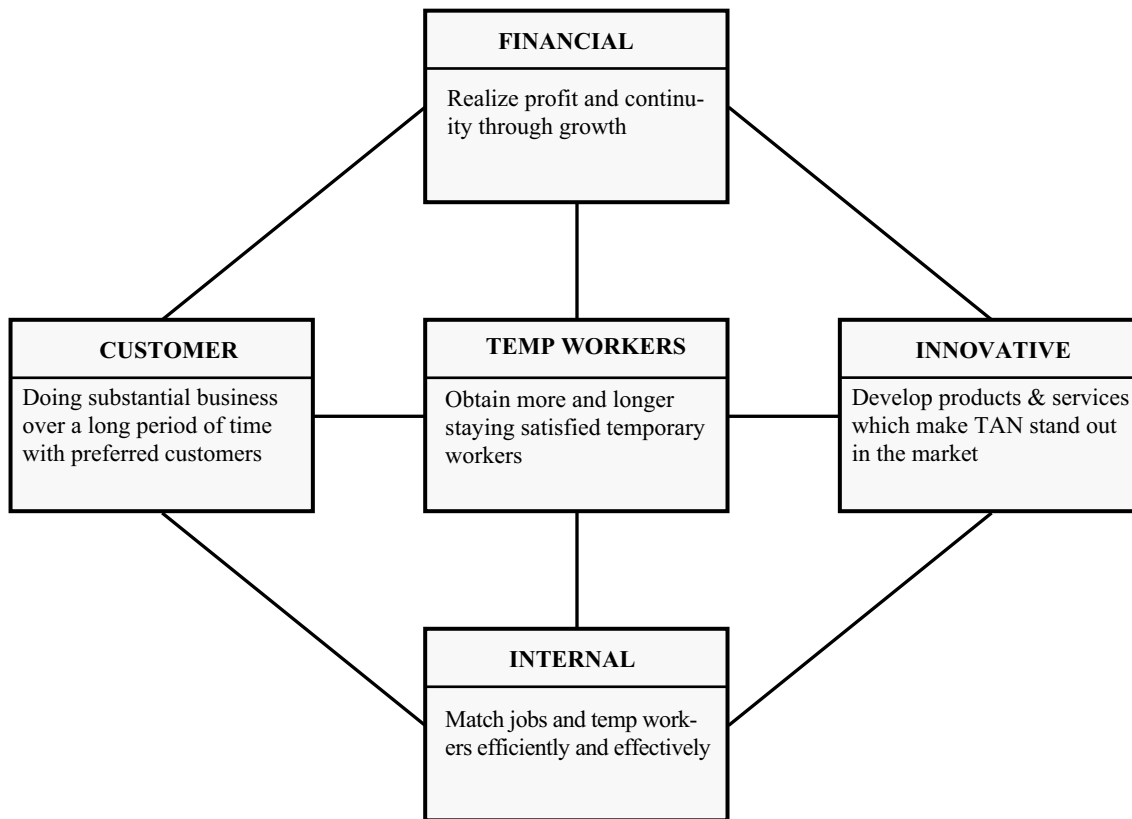 FINANCIAL
Realize profit and continu-
ity through growth
CUSTOMER
Doing substantial business
over a long period of time
with preferred customers
TEMP WORKERS
Obtain more and longer
staying satisfied temporary
workers
INNOVATIVE
Develop products & services
which make TAN stand out
in the market
INTERNAL
Match jobs and temp work-
ers efficiently and effectively